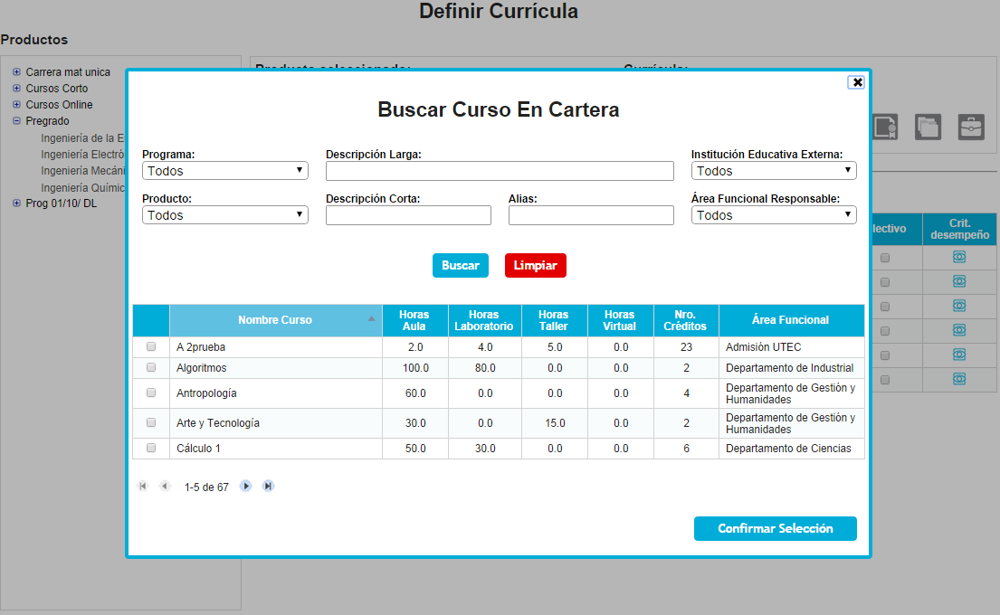 Definir Currícula
Productos
Carrera mat unica
Cursos Corto
Cursos Online
Pregrado
Ingeniería de la E
Ingeniería Electró
Ingeniería Mecáni
Ingeniería Químic
Prog 01/10/ DL
Producto seleccionado:
Currícula:
lectivo
Crit.
desempeño
Buscar Curso En Cartera
Programa:
Descripción Larga:
Institución Educativa Externa:
Todos
Todos
Producto:
Descripción Corta:
Alias:
Área Funcional Responsable:
Todos
Todos
Buscar
Limpiar
Nombre Curso
Horas
Aula
Horas
Laboratorio
Horas
Taller
Horas
Virtual
Nro.
Créditos
Área Funcional
A 2prueba 2.0 4.0 5.0 0.0 23 Admisión UTEC
Algoritmos 100.0 80.0 0.0 0.0 2 Departamento de Industrial
Antropología 60.0 0.0 0.0 0.0 4 Departamento de Gestión y
Humanidades
Arte y Tecnología 30.0 0.0 15.0 0.0 2 Departamento de Gestión y
Humanidades
Cálculo 1 50.0 30.0 0.0 0.0 6 Departamento de Ciencias
1-5 de 67
Confirmar Selección